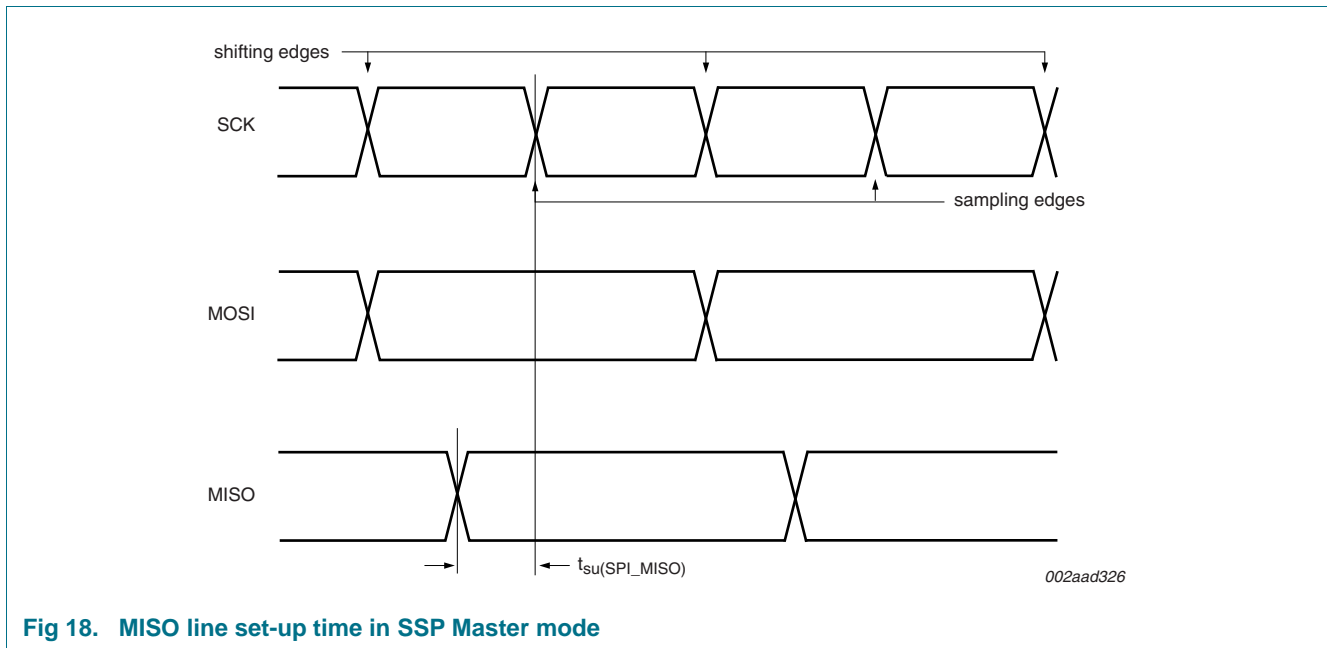 shifting edges
SCK
sampling edges
MOSI
MISO
tsu(SPI_MISO)
002aad326
Fig 18. MISO line set-up time in SSP Master mode